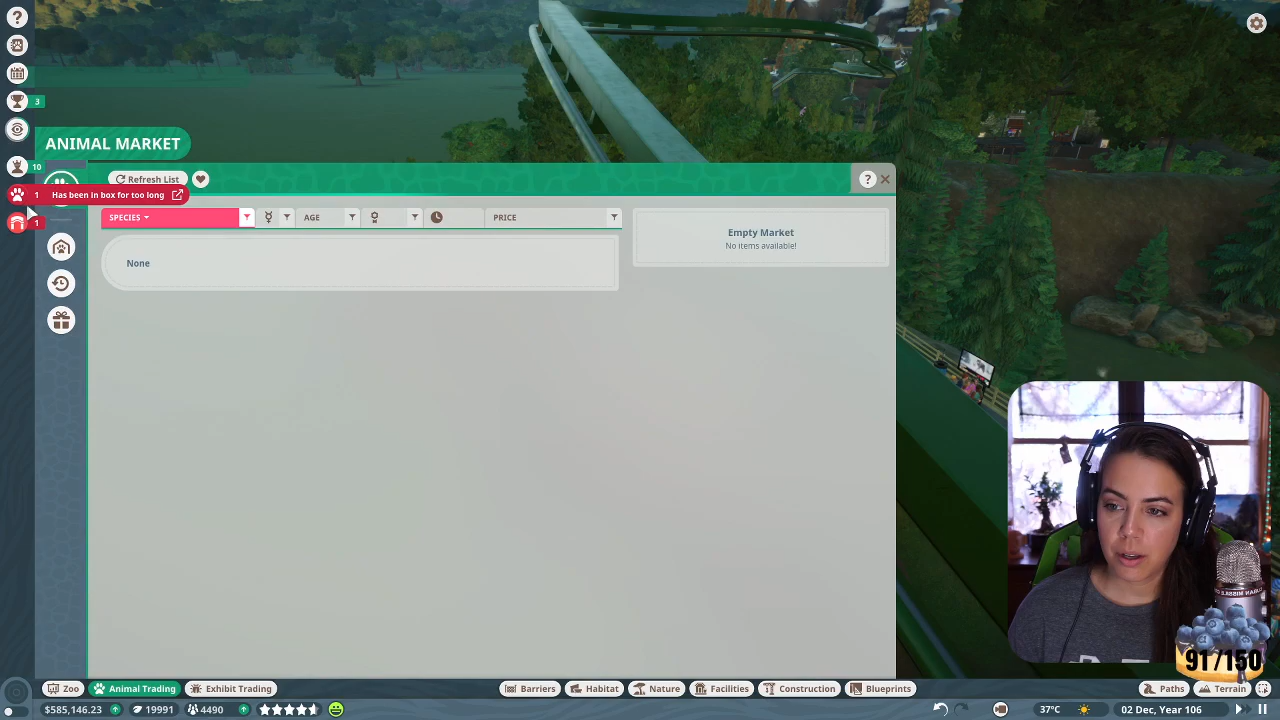 ?
3
ANIMAL MARKET
10
Refresh List
?
1 Has been in box for too long
1
SPECIES
AGE
PRICE
None
Empty Market
No items available!
91/150
Zoo
Animal Trading
Exhibit Trading
Barriers
Habitat
Nature
Facilities
Construction
Blueprints
Paths
Terrain
$585,146.23
19991
4490
37°C
02 Dec, Year 106